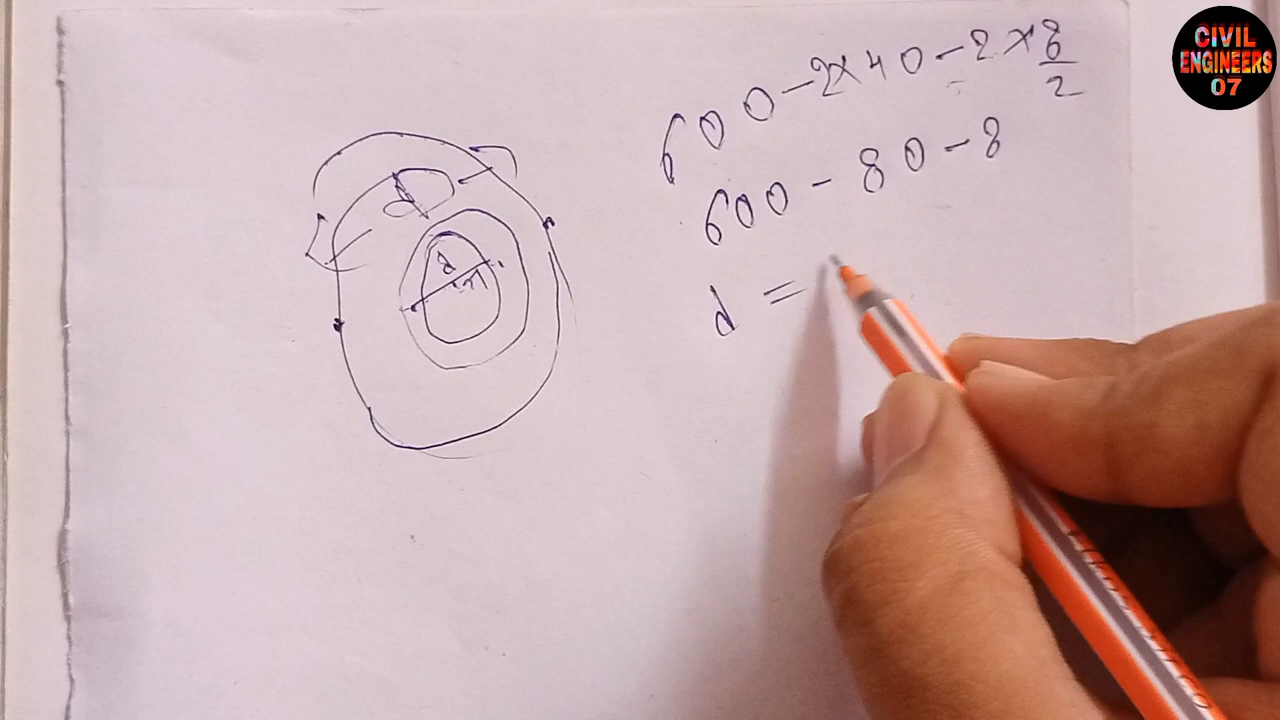 CIVIL
ENGINEERS
07
600-2×40-2×8/2
600-80-8
d =
d